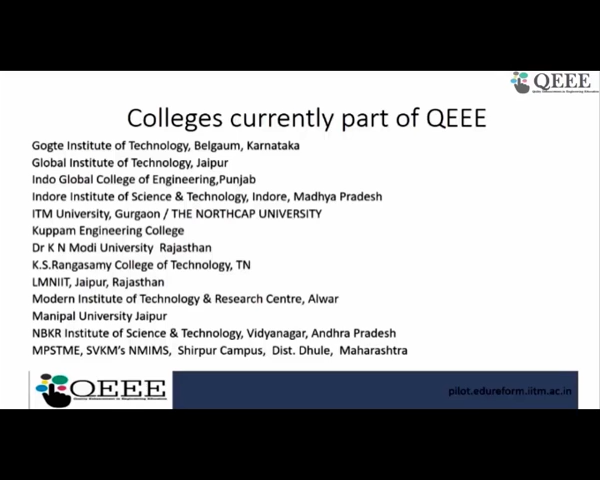 QEEE
Colleges currently part of QEEE
Gogte Institute of Technology, Belgaum, Karnataka
Global Institute of Technology, Jaipur
Indo Global College of Engineering,Punjab
Indore Institute of Science & Technology, Indore, Madhya Pradesh
ITM University, Gurgaon / THE NORTHCAP UNIVERSITY
Kuppam Engineering College
Dr K N Modi University Rajasthan
K.S.Rangasamy College of Technology, TN
LMNIIT, Jaipur, Rajasthan
Modern Institute of Technology & Research Centre, Alwar
Manipal University Jaipur
NBKR Institute of Science & Technology, Vidyanagar, Andhra Pradesh
MPSTME, SVKM's NMIMS, Shirpur Campus, Dist. Dhule, Maharashtra
QEEE
pilot.edureform.iitm.ac.in